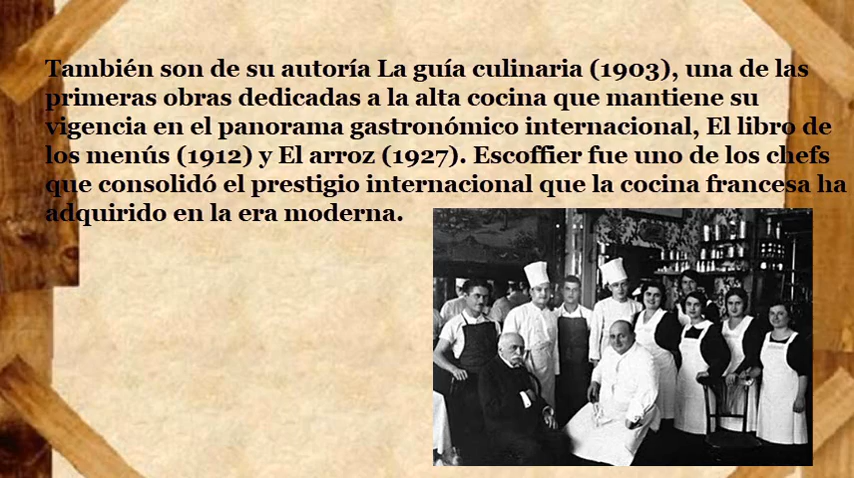 También son de su autoría La guía culinaria (1903), una de las
primeras obras dedicadas a la alta cocina que mantiene su
vigencia en el panorama gastronómico internacional, El libro de
los menús (1912) y El arroz (1927). Escoffier fue uno de los chefs
que consolidó el prestigio internacional que la cocina francesa ha
adquirido en la era moderna.